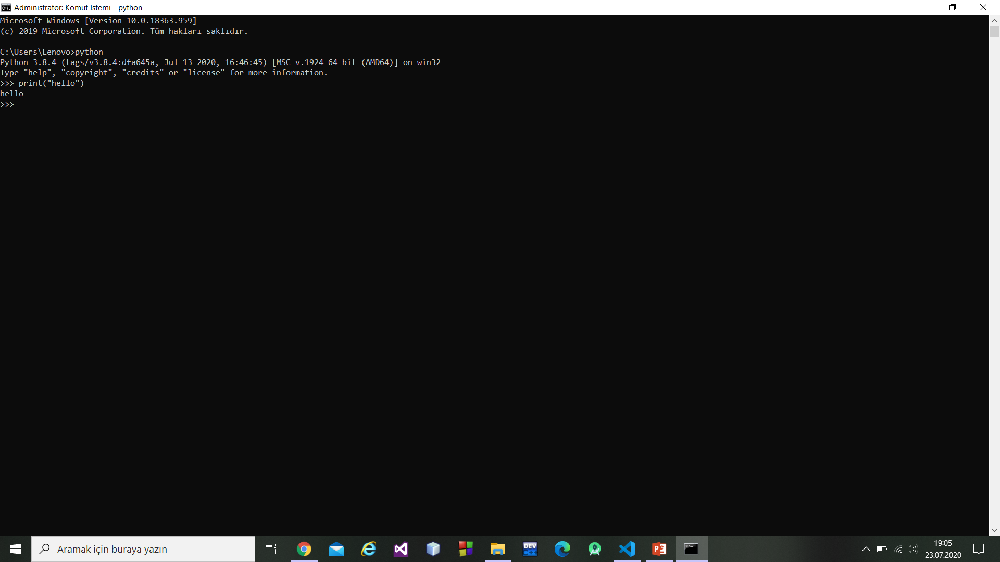 Administrator: Komut İstemi - python
Microsoft Windows [Version 10.0.18363.959]
(c) 2019 Microsoft Corporation. Tüm hakları saklıdır.
C:\Users\Lenovo>python
Python 3.8.4 (tags/v3.8.4:dfa645a, Jul 13 2020, 16:46:45) [MSC v.1924 64 bit (AMD64)] on win32
Type "help", "copyright", "credits" or "license" for more information.
>>> print("hello")
hello
>>>
Aramak için buraya yazın
DEV
C++
P
19:05
23.07.2020